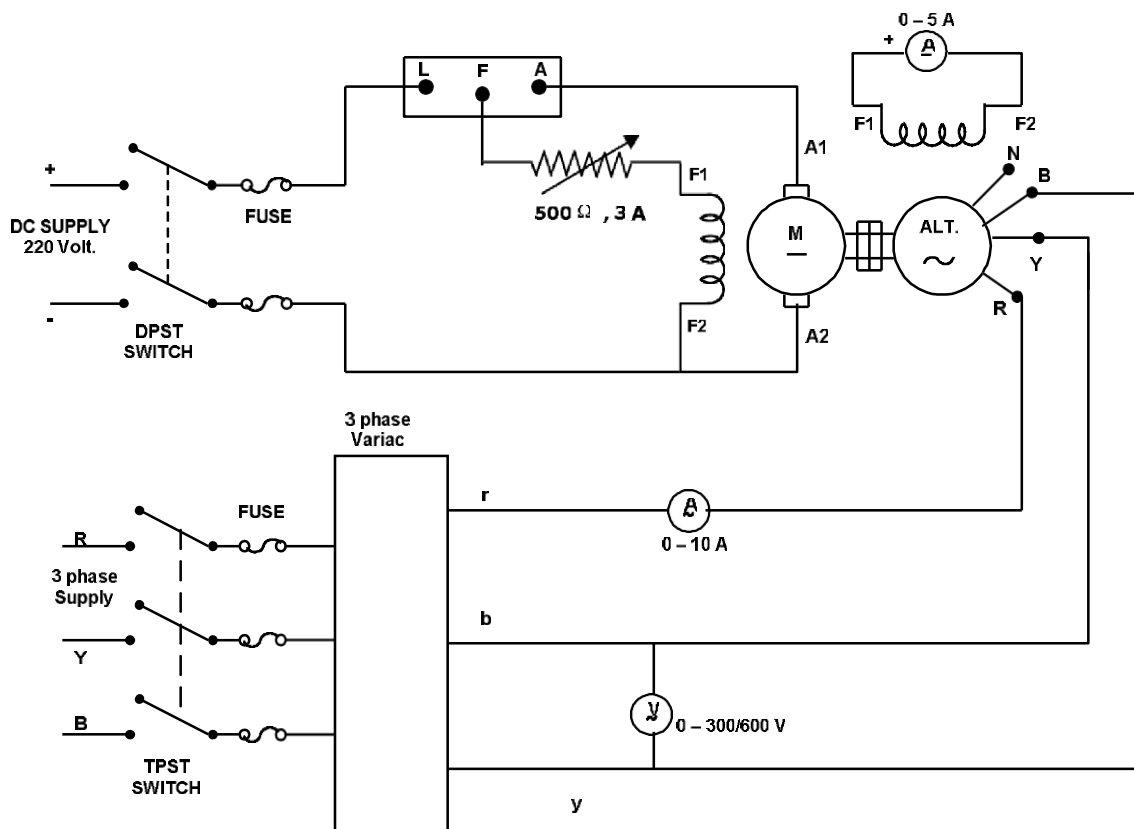 0 – 5 A
+
A
F1
F2
L
F
A
A1
N
B
+
F1
FUSE
500 Ω , 3 A
DC SUPPLY
220 Volt.
M
ALT.
Y
R
-
F2
A2
DPST
SWITCH
3 phase
Variac
r
FUSE
A
R
0 – 10 A
3 phase
Supply
b
Y
B
V
0 – 300/600 V
TPST
SWITCH
y